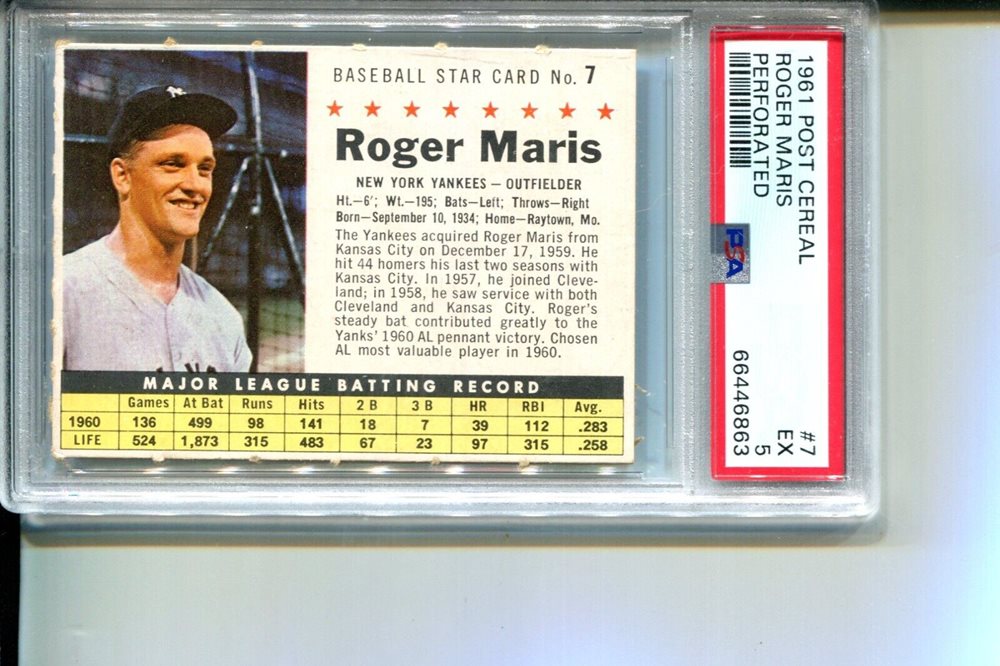 BASEBALL STAR CARD No. 7
Roger Maris
NEW YORK YANKEES — OUTFIELDER
Ht.—6'; Wt.—195; Bats—Left; Throws—Right
Born—September 10, 1934; Home—Raytown, Mo.
The Yankees acquired Roger Maris from
Kansas City on December 17, 1959. He
hit 44 homers his last two seasons with
Kansas City. In 1957, he joined Cleve-
land; in 1958, he saw service with both
Cleveland and Kansas City. Roger's
steady bat contributed greatly to the
Yanks' 1960 AL pennant victory. Chosen
AL most valuable player in 1960.
MAJOR LEAGUE BATTING RECORD
Games At Bat Runs Hits 2 B 3 B HR RBI Avg.
1960 136 499 98 141 18 7 39 112 .283
LIFE 524 1,873 315 483 67 23 97 315 .258
1961 POST CEREAL #7
ROGER MARIS EX
PERFORATED 5
PSA
66446863